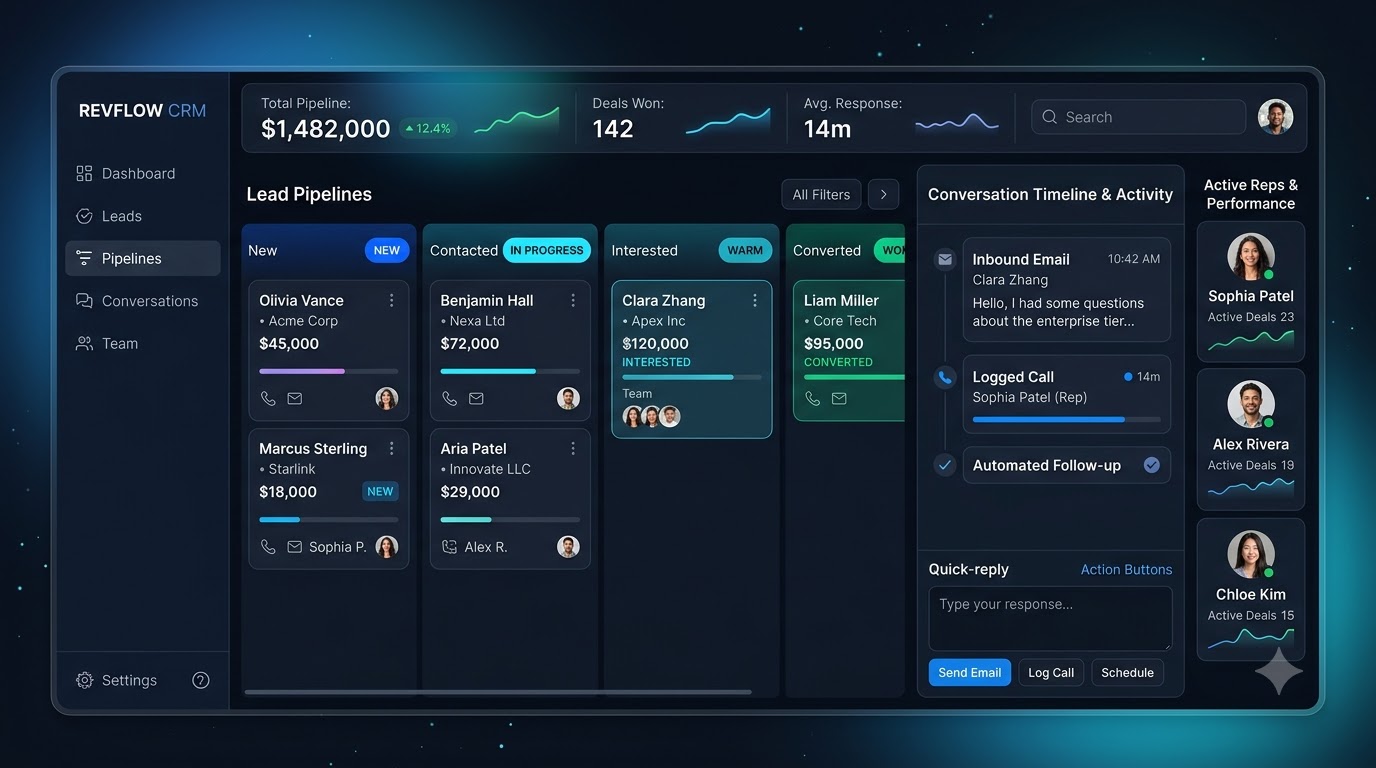 REVFLOW CRM
Dashboard
Leads
Pipelines
Conversations
Team
Settings
Total Pipeline:
$1,482,000
12.4%
Deals Won:
142
Avg. Response:
14m
Search
Lead Pipelines
All Filters
New
NEW
Olivia Vance
• Acme Corp
$45,000
Marcus Sterling
• Starlink
$18,000
NEW
Sophia P.
Contacted
IN PROGRESS
Benjamin Hall
• Nexa Ltd
$72,000
Aria Patel
• Innovate LLC
$29,000
Alex R.
Interested
WARM
Clara Zhang
• Apex Inc
$120,000
INTERESTED
Team
Converted
Liam Miller
• Core Tech
$95,000
CONVERTED
Conversation Timeline & Activity
Inbound Email
10:42 AM
Clara Zhang
Hello, I had some questions
about the enterprise tier...
Logged Call
14m
Sophia Patel (Rep)
Automated Follow-up
Quick-reply
Action Buttons
Type your response...
Send Email
Log Call
Schedule
Active Reps &
Performance
Sophia Patel
Active Deals 23
Alex Rivera
Active Deals 19
Chloe Kim
Active Deals 15